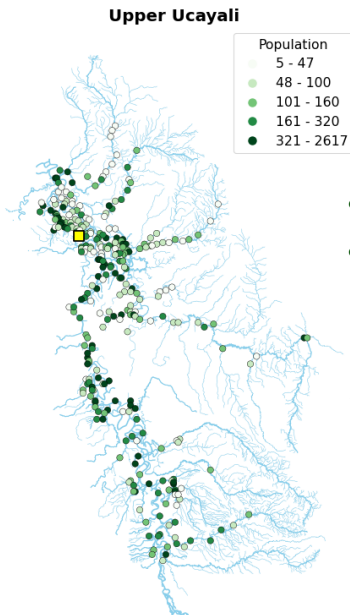 Upper Ucayali
Population
5 - 47
48 - 100
101 - 160
161 - 320
321 - 2617